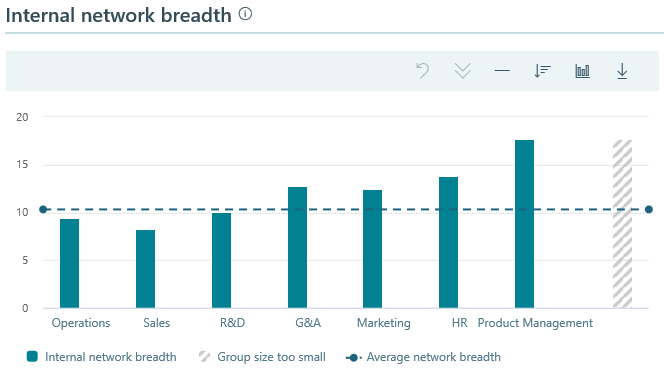 Internal network breadth
20
15
10
5
0
Operations Sales R&D G&A Marketing HR Product Management
Internal network breadth Group size too small Average network breadth